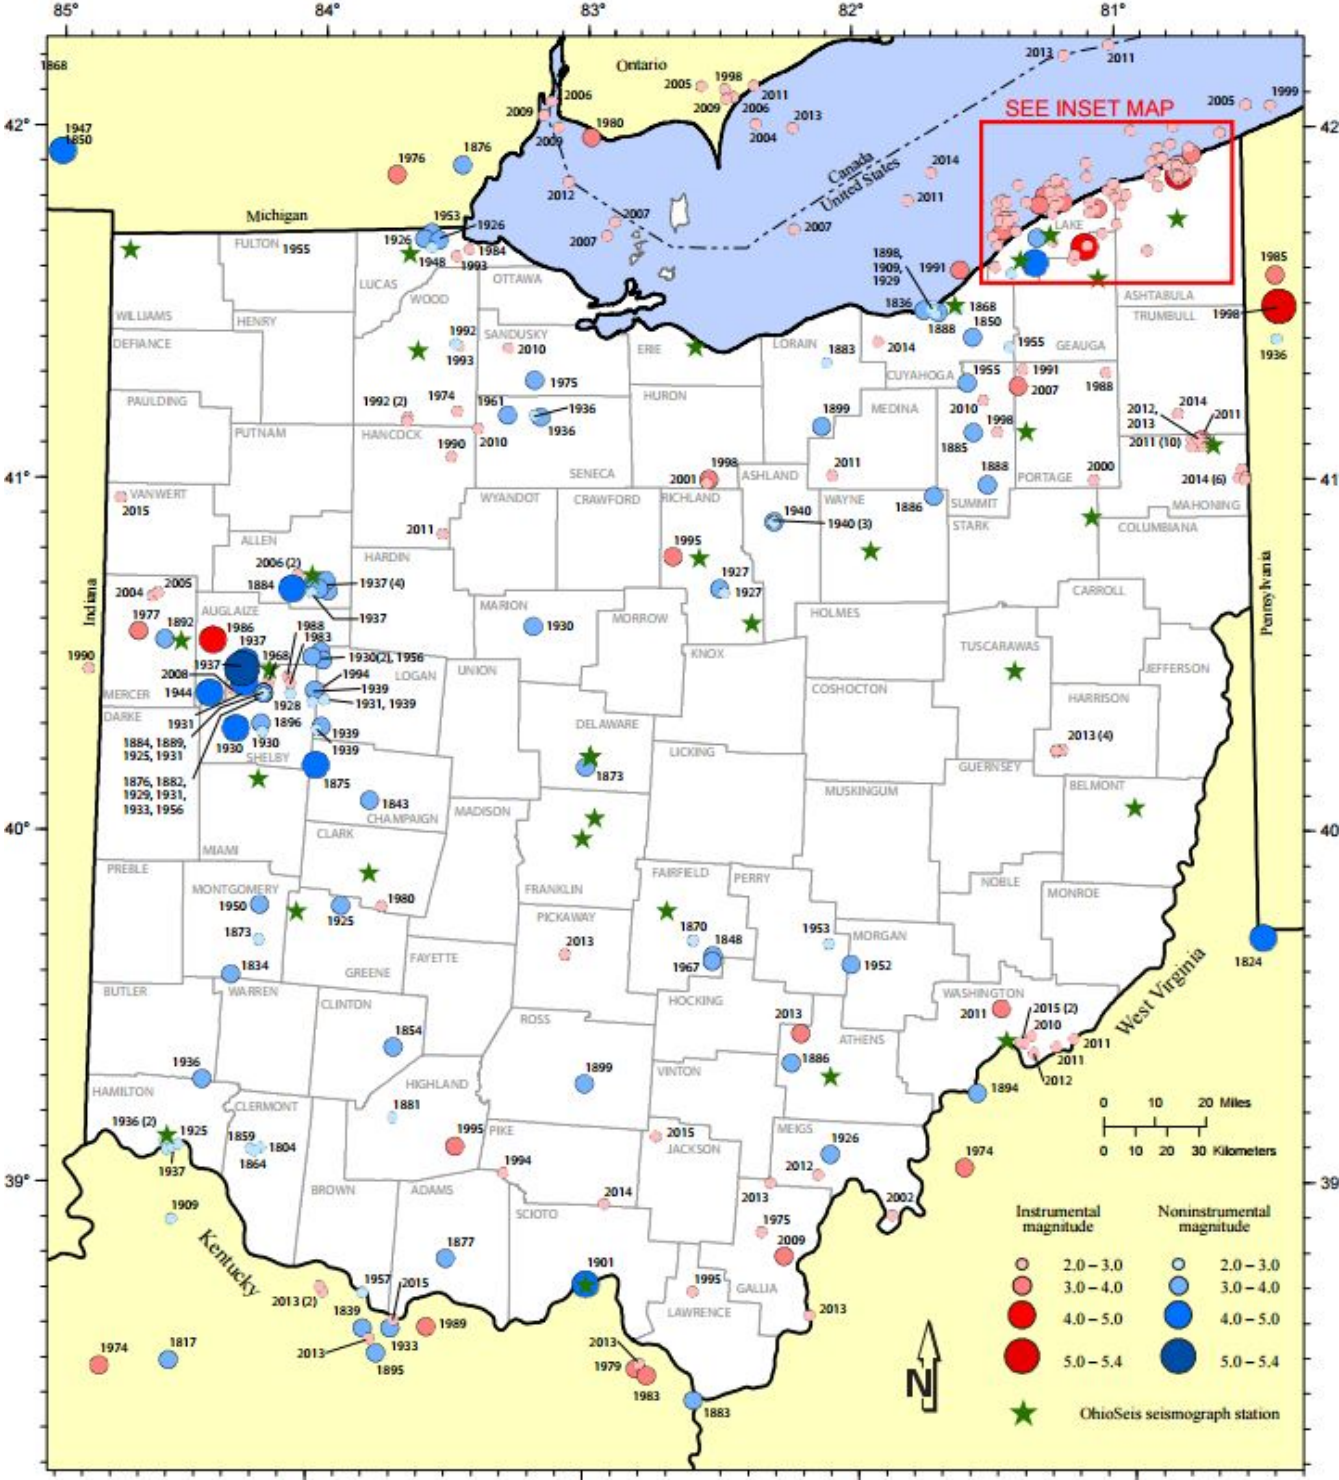 85°
84°
83°
82°
81°
1868
Ontario
2013
2011
2005
1998
2011
2009
2006
2004
2013
2006
2009
2009
1980
2005
1999
42°
42°
SEE INSET MAP
1947
1850
1976
1876
2012
Canada
United States
2014
2011
2007
2007
2007
Michigan
1953
1926
1926
1948
1984
1993
FULTON
1955
LUCAS
WOOD
OTTAWA
1898,
1909,
1929
1991
LAKE
1985
1836
1868
1888
1850
ASHTABULA
TRUMBULL
1998
1936
WILLIAMS
HENRY
DEFIANCE
1992
1993
SANDUSKY
2010
ERIE
LORAIN
1883
2014
1955
GEAUGA
1975
CUYAHOGA
1955
1991
2007
1988
PAULDING
1992 (2)
1974
1961
1936
1936
HURON
1899
MEDINA
2010
1998
2014
2012,
2013
2011
2011 (10)
PUTNAM
HANCOCK
1990
2010
1885
41°
41°
SENECA
1998
2001
ASHLAND
2011
1888
PORTAGE
2000
2014 (6)
VANWERT
2015
WYANDOT
CRAWFORD
RICHLAND
WAYNE
1886
SUMMIT
STARK
MAHONING
COLUMBIANA
1940
1940 (3)
2011
ALLEN
HARDIN
1995
Indiana
Pennsylvania
2006 (2)
1884
1937 (4)
1937
2004
2005
1927
1927
CARROLL
AUGLAIZE
MARION
MORROW
HOLMES
1977
1892
1986
1988
1983
1930
TUSCARAWAS
1937
1937
1968
1930(2), 1956
1990
2008
1994
LOGAN
UNION
KNOX
COSHOCTON
JEFFERSON
HARRISON
MERCER
1944
1939
1931, 1939
1928
DARKE
1931
1896
1939
1939
DELAWARE
LICKING
2013 (4)
1884, 1889,
1925, 1931
1930
1930
SHELBY
1873
GUERNSEY
BELMONT
1876, 1882,
1929, 1931,
1933, 1956
1875
1843
CHAMPAIGN
MADISON
MUSKINGUM
40°
40
CLARK
MIAMI
PREBLE
MONTGOMERY
1950
1980
1925
FRANKLIN
FAIRFIELD
PERRY
NOBLE
MONROE
PICKAWAY
1873
2013
1870
1848
1967
1953
MORGAN
1952
1824
1834
GREENE
FAYETTE
BUTLER
WARREN
CLINTON
HOCKING
WASHINGTON
2011
2015 (2)
2010
2011
2011
2012
West Virginia
ROSS
2013
ATHENS
1854
1886
1936
1899
VINTON
1894
HAMILTON
HIGHLAND
CLERMONT
1881
0 10 20 Miles
0 10 20 30 Kilometers
1936 (2)
1925
1859
1804
1864
1937
1995
PIKE
2015
JACKSON
MEIGS
1926
1974
39°
39
1994
2012
2013
BROWN
ADAMS
2014
2002
1909
SCIOTO
1975
2009
Kentucky
1877
1901
1995
GALLIA
LAWRENCE
2013
2013 (2)
1957
2015
1839
1933
1989
2013
1895
1974
1817
2013
1979
1983
1883
N
Instrumental
magnitude
Noninstrumental
magnitude
2.0 – 3.0
2.0 – 3.0
3.0 – 4.0
3.0 – 4.0
4.0 – 5.0
4.0 – 5.0
5.0 – 5.4
5.0 – 5.4
OhioSeis seismograph station